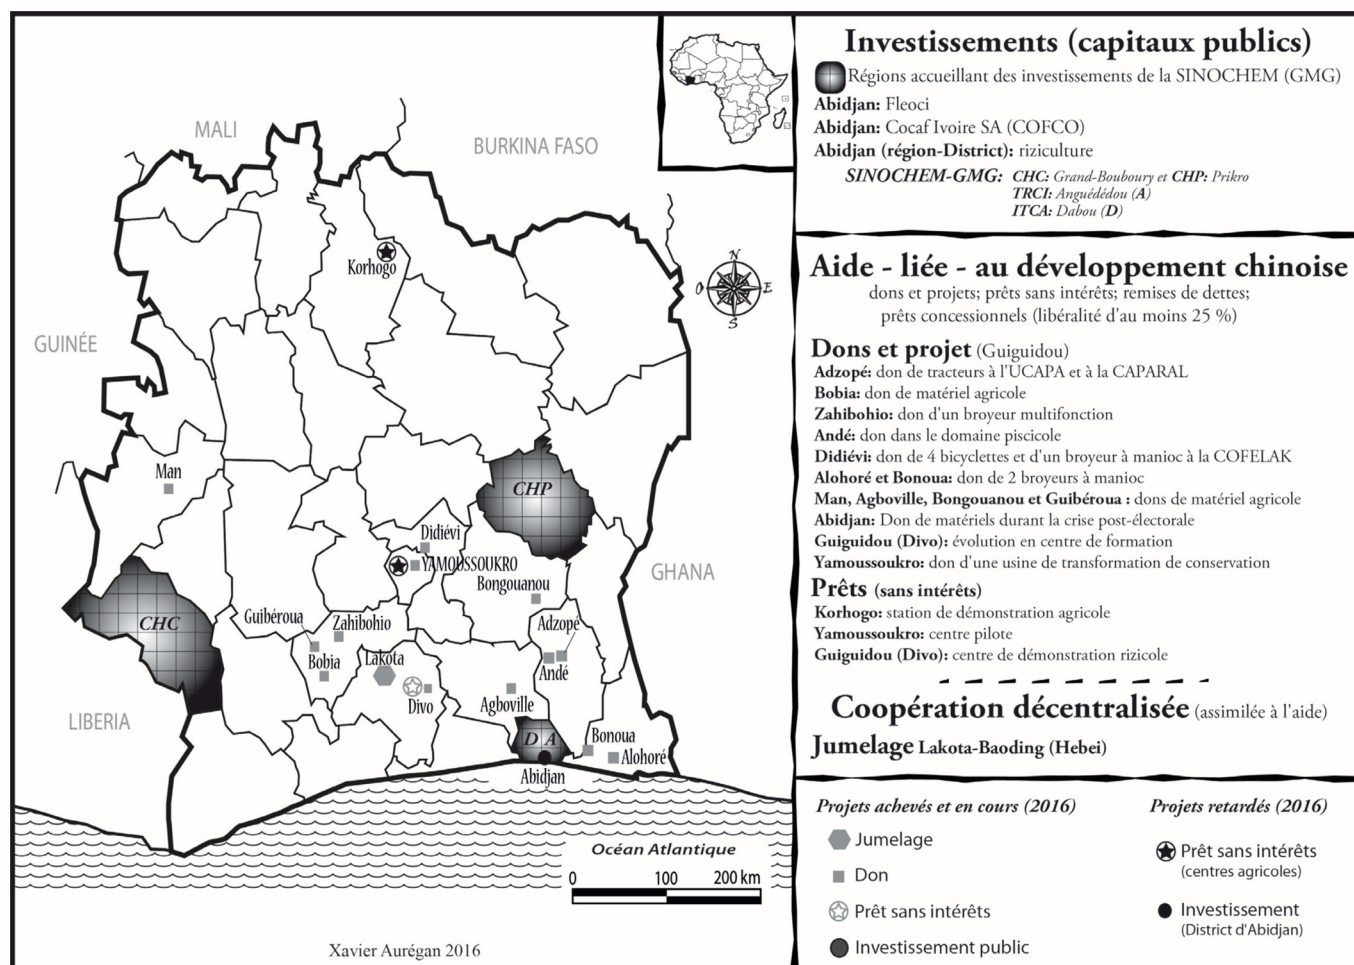 MALI
BURKINA FASO
Korhogo
N
O
E
S
GUINÉE
Man
CHP
Didiévi
YAMOUSSOUKRO
Bongouanou
GHANA
CHC
Guibéroua
Zahibohio
Adzopé
Bobia
Lakota
Andé
Divo
Agboville
LIBERIA
D A
Bonoua
Alohoré
Abidjan
Océan Atlantique
0 100 200 km
Xavier Aurégan 2016
Investissements (capitaux publics)
Régions accueillant des investissements de la SINOCHEM (GMG)
Abidjan: Fleoci
Abidjan: Cocaf Ivoire SA (COFCO)
Abidjan (région-District): riziculture
SINOCHEM-GMG: CHC: Grand-Bouboury et CHP: Prikro
TRCI: Anguédédou (A)
ITCA: Dabou (D)
Aide - liée - au développement chinoise
dons et projets; prêts sans intérêts; remises de dettes;
prêts concessionnels (libéralité d'au moins 25 %)
Dons et projet (Guiguidou)
Adzopé: don de tracteurs à l'UCAPA et à la CAPARAL
Bobia: don de matériel agricole
Zahibohio: don d'un broyeur multifonction
Andé: don dans le domaine piscicole
Didiévi: don de 4 bicyclettes et d'un broyeur à manioc à la COFELAK
Alohoré et Bonoua: don de 2 broyeurs à manioc
Man, Agboville, Bongouanou et Guibéroua : dons de matériel agricole
Abidjan: Don de matériels durant la crise post-électorale
Guiguidou (Divo): évolution en centre de formation
Yamoussoukro: don d'une usine de transformation de conservation
Prêts (sans intérêts)
Korhogo: station de démonstration agricole
Yamoussoukro: centre pilote
Guiguidou (Divo): centre de démonstration rizicole
Coopération décentralisée (assimilée à l'aide)
Jumelage Lakota-Baoding (Hebei)
Projets achevés et en cours (2016)
Jumelage
Don
Prêt sans intérêts
Investissement public
Projets retardés (2016)
Prêt sans intérêts
(centres agricoles)
Investissement
(District d'Abidjan)